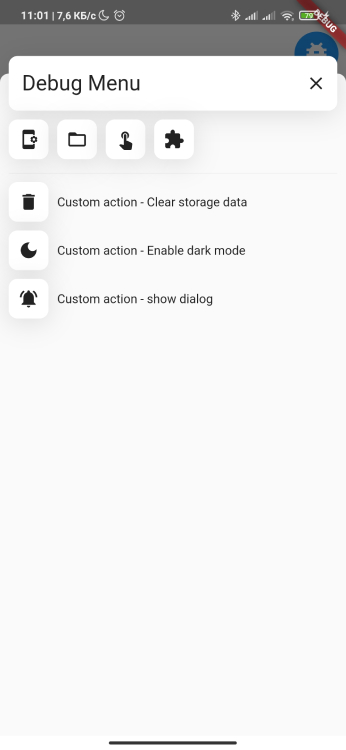 11:01 | 7,6 КБ/с
79
DEBUG
Debug Menu
Custom action - Clear storage data
Custom action - Enable dark mode
Custom action - show dialog